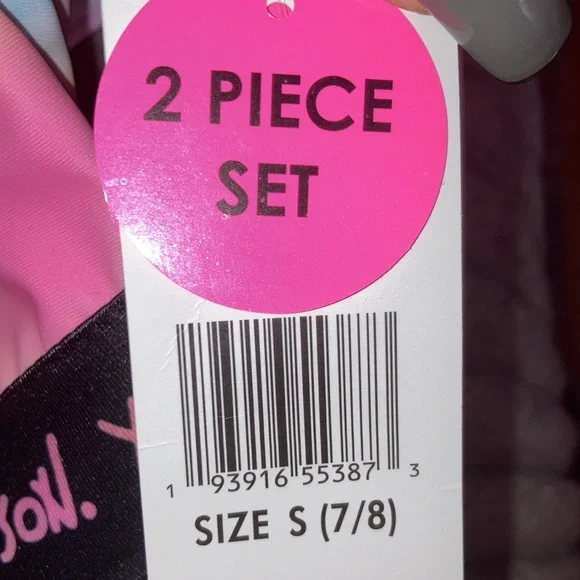 2 PIECE
SET
1 93916 55387 3
SIZE S (7/8)